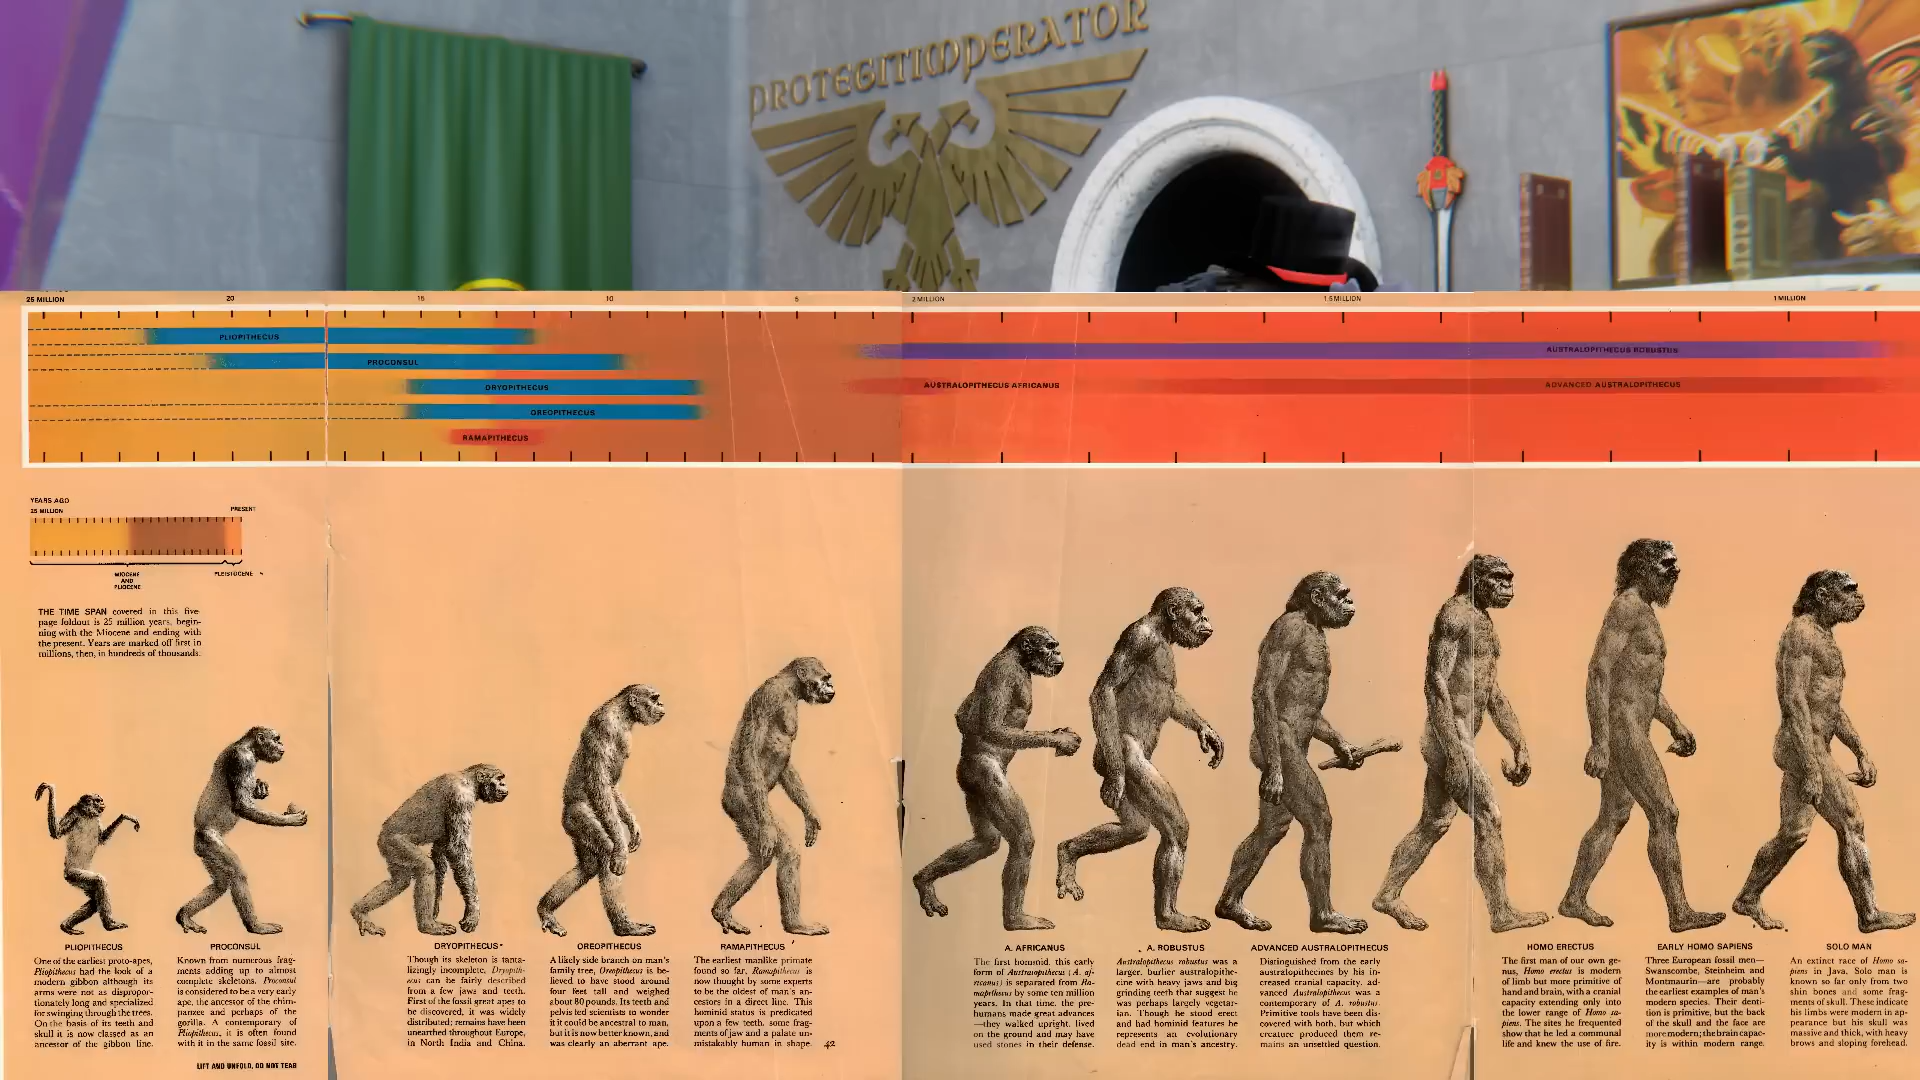 PROTEGITIMPERATOR
25 MILLION 20 15 10 5 2 MILLION 1.5 MILLION 1 MILLION
PLIOPITHECUS
PROCONSUL
DRYOPITHECUS
OREOPITHECUS
RAMAPITHECUS
AUSTRALOPITHECUS ROBUSTUS
AUSTRALOPITHECUS AFRICANUS
ADVANCED AUSTRALOPITHECUS
YEARS AGO
25 MILLION
PRESENT
MIOCENE
AND
PLIOCENE
PLEISTOCENE
THE TIME SPAN covered in this five-
page foldout is 25 million years, begin-
ning with the Miocene and ending with
the present. Years are marked off first in
millions, then, in hundreds of thousands.
PLIOPITHECUS
One of the earliest proto-apes,
Pliopithecus had the look of a
modern gibbon although its
arms were not as dispropor-
tionately long and specialized
for swinging through the trees.
On the basis of its teeth and
skull it is now classed as an
ancestor of the gibbon line.
PROCONSUL
Known from numerous frag-
ments adding up to almost
complete skeletons. Proconsul
is considered to be a very early
ape, the ancestor of the chim-
panzee and perhaps of the
gorilla. A contemporary of
Pliopithecus, it is often found
with it in the same fossil site.
LIFT AND UNFOLD, DO NOT TEAR
DRYOPITHECUS
Though its skeleton is tanta-
lizingly incomplete, Dryopith-
ecus can be fairly described
from a few jaws and teeth.
First of the fossil great apes to
be discovered, it was widely
distributed; remains have been
unearthed throughout Europe,
in North India and China.
OREOPITHECUS
A likely side branch on man's
family tree, Oreopithecus is be-
lieved to have stood around
four feet tall and weighed
about 80 pounds. Its teeth and
pelvis led scientists to wonder
if it could be ancestral to man,
but it is now better known, and
was clearly an aberrant ape.
RAMAPITHECUS
The earliest manlike primate
found so far, Ramapithecus is
now thought by some experts
to be the oldest of man's an-
cestors in a direct line. This
hominid status is predicated
upon a few teeth, some frag-
ments of jaw and a palate un-
mistakably human in shape.
42
A. AFRICANUS
The first hominid, this early
form of Australopithecus (A. af-
ricanus) is separated from Ra-
mapithecus by some ten million
years. In that time, the pre-
humans made great advances
—they walked upright, lived
on the ground and may have
used stones in their defense.
A. ROBUSTUS
Australopithecus robustus was a
larger, burlier australopithe-
cine with heavy jaws and big
grinding teeth that suggest he
was perhaps largely vegetar-
ian. Though he stood erect
and had hominid features he
represents an evolutionary
dead end in man's ancestry.
ADVANCED AUSTRALOPITHECUS
Distinguished from the early
australopithecines by his in-
creased cranial capacity, ad-
vanced Australopithecus was a
contemporary of A. robustus.
Primitive tools have been dis-
covered with both, but which
creature produced them re-
mains an unsettled question.
HOMO ERECTUS
The first man of our own ge-
nus, Homo erectus is modern
of limb but more primitive of
hand and brain, with a cranial
capacity extending only into
the lower range of Homo sa-
piens. The sites he frequented
show that he led a communal
life and knew the use of fire.
EARLY HOMO SAPIENS
Three European fossil men—
Swanscombe, Steinheim and
Montmaurin—are probably
the earliest examples of man's
modern species. Their denti-
tion is primitive, but the back
of the skull and the face are
more modern; the brain capac-
ity is within modern range.
SOLO MAN
An extinct race of Homo sa-
piens in Java, Solo man is
known so far only from two
shin bones and some frag-
ments of skull. These indicate
his limbs were modern in ap-
pearance but his skull was
massive and thick, with heavy
brows and sloping forehead.